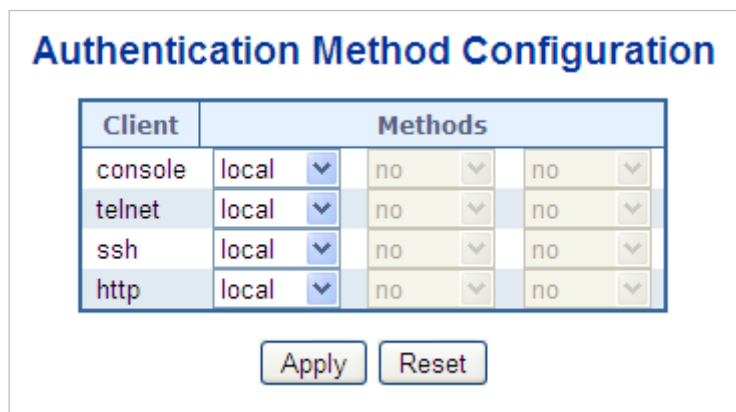 Authentication Method Configuration
Client Methods
console local no no
telnet local no no
ssh local no no
http local no no
Apply Reset